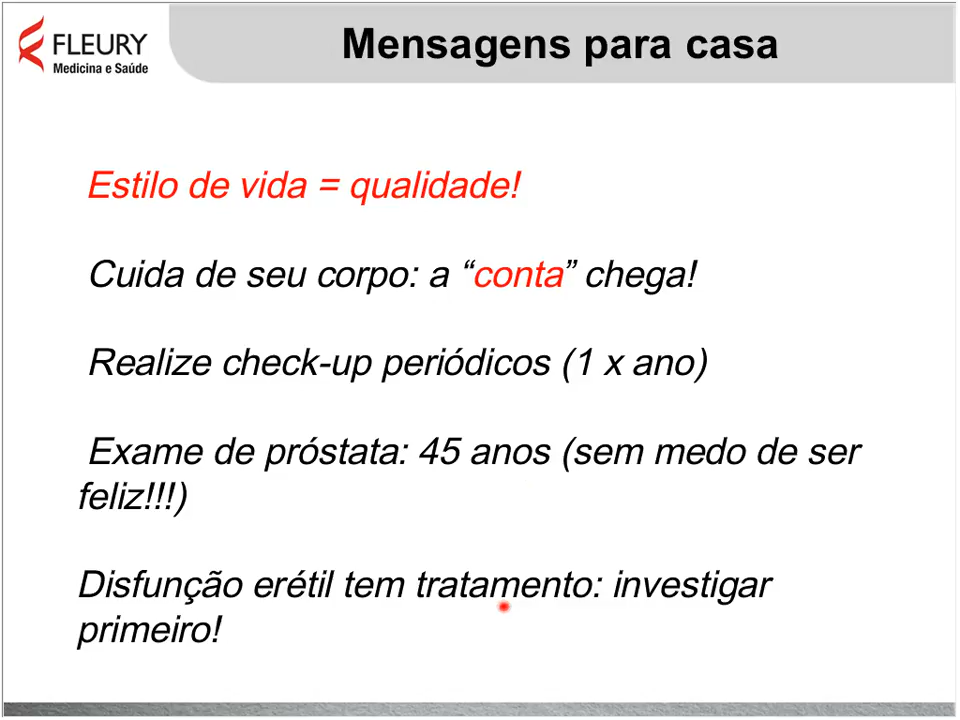 FLEURY
Medicina e Saúde
Mensagens para casa
Estilo de vida = qualidade!
Cuida de seu corpo: a “conta” chega!
Realize check-up periódicos (1 x ano)
Exame de próstata: 45 anos (sem medo de ser
feliz!!!)
Disfunção erétil tem tratamento: investigar
primeiro!